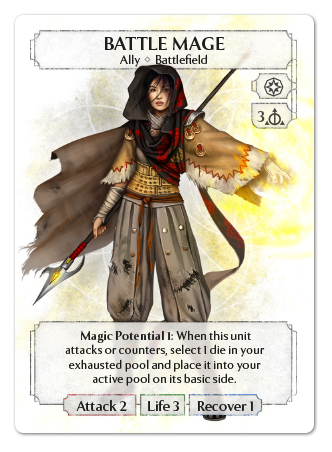 BATTLE MAGE
Ally ◇ Battlefield
3
Magic Potential 1: When this unit
attacks or counters, select 1 die in your
exhausted pool and place it into your
active pool on its basic side.
Attack 2 Life 3 Recover 1